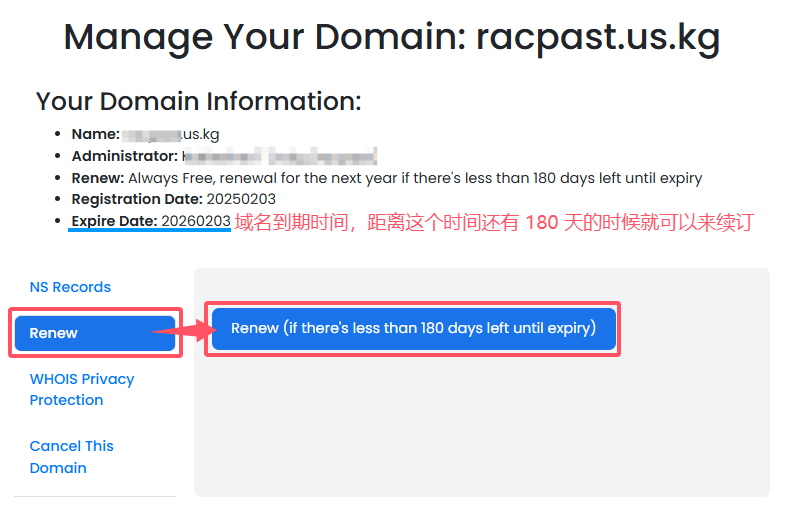 Manage Your Domain: racpast.us.kg
Your Domain Information:
Name: .us.kg
Administrator:
Renew: Always Free, renewal for the next year if there's less than 180 days left until expiry
Registration Date: 20250203
Expire Date: 20260203 域名到期时间，距离这个时间还有 180 天的时候就可以来续订
NS Records
Renew
Renew (if there's less than 180 days left until expiry)
WHOIS Privacy
Protection
Cancel This
Domain